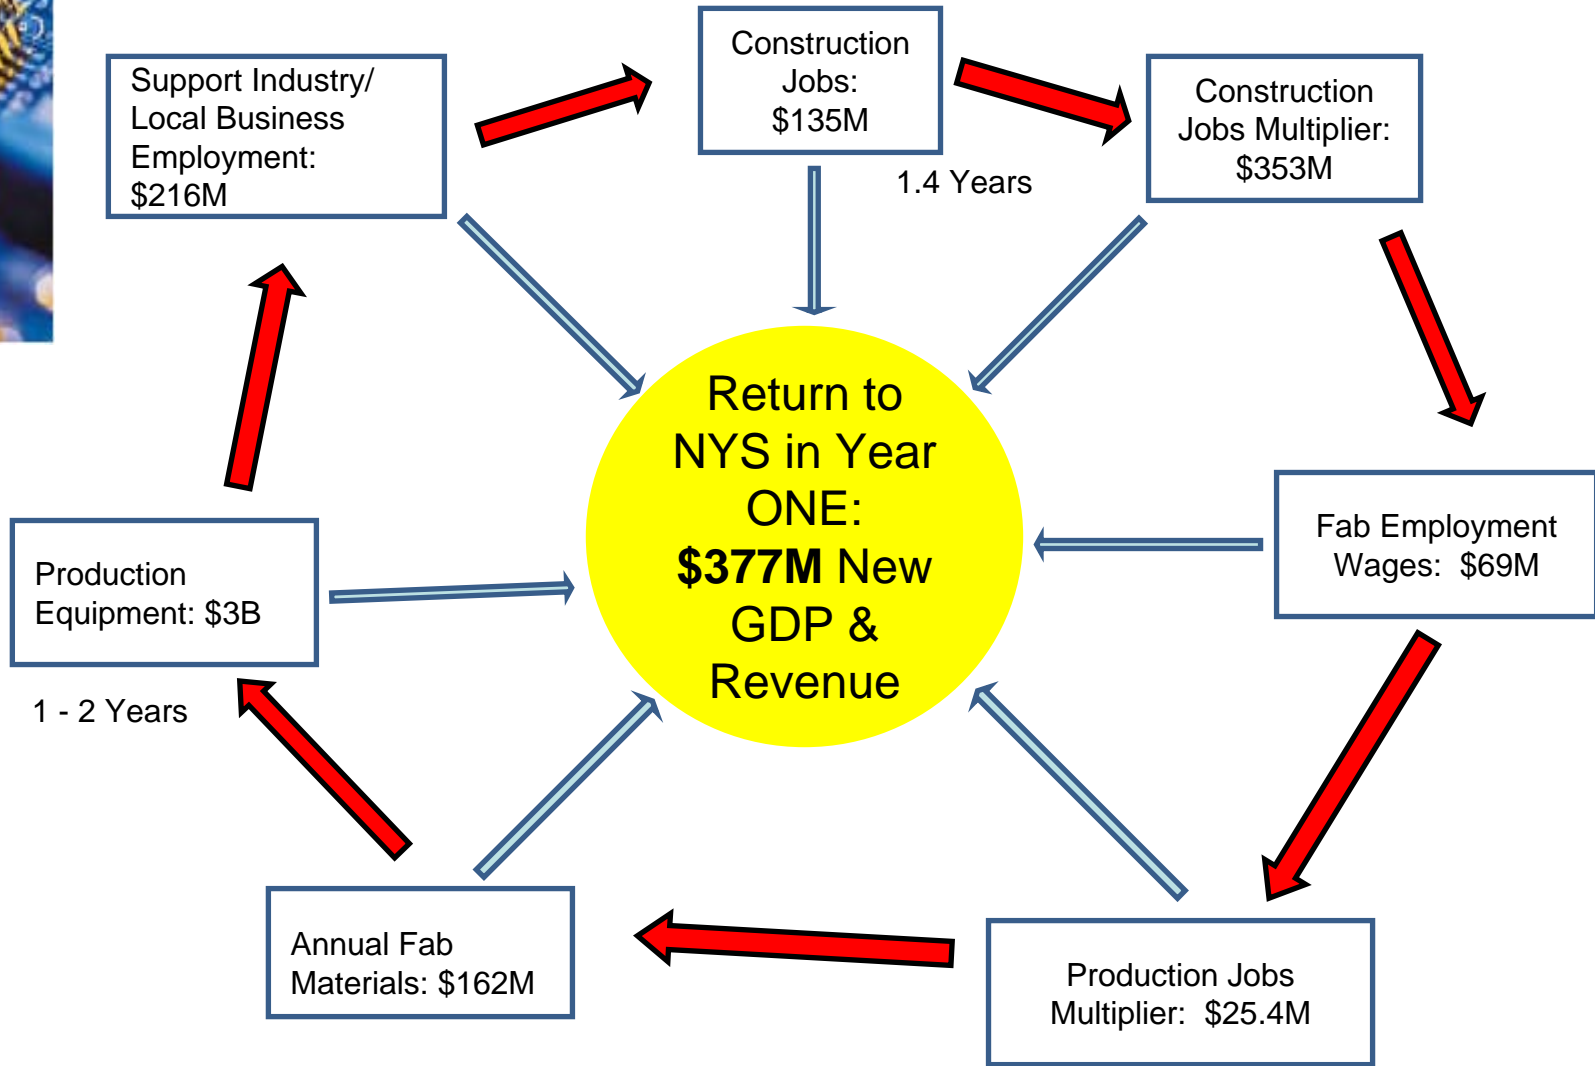 Construction
Jobs:
$135M
Support Industry/
Local Business
Employment:
$216M
Construction
Jobs Multiplier:
$353M
1.4 Years
Return to
NYS in Year
ONE:
$377M New
GDP &
Revenue
Fab Employment
Wages:  $69M
Production
Equipment: $3B
1 - 2 Years
Annual Fab
Materials: $162M
Production Jobs
Multiplier:  $25.4M